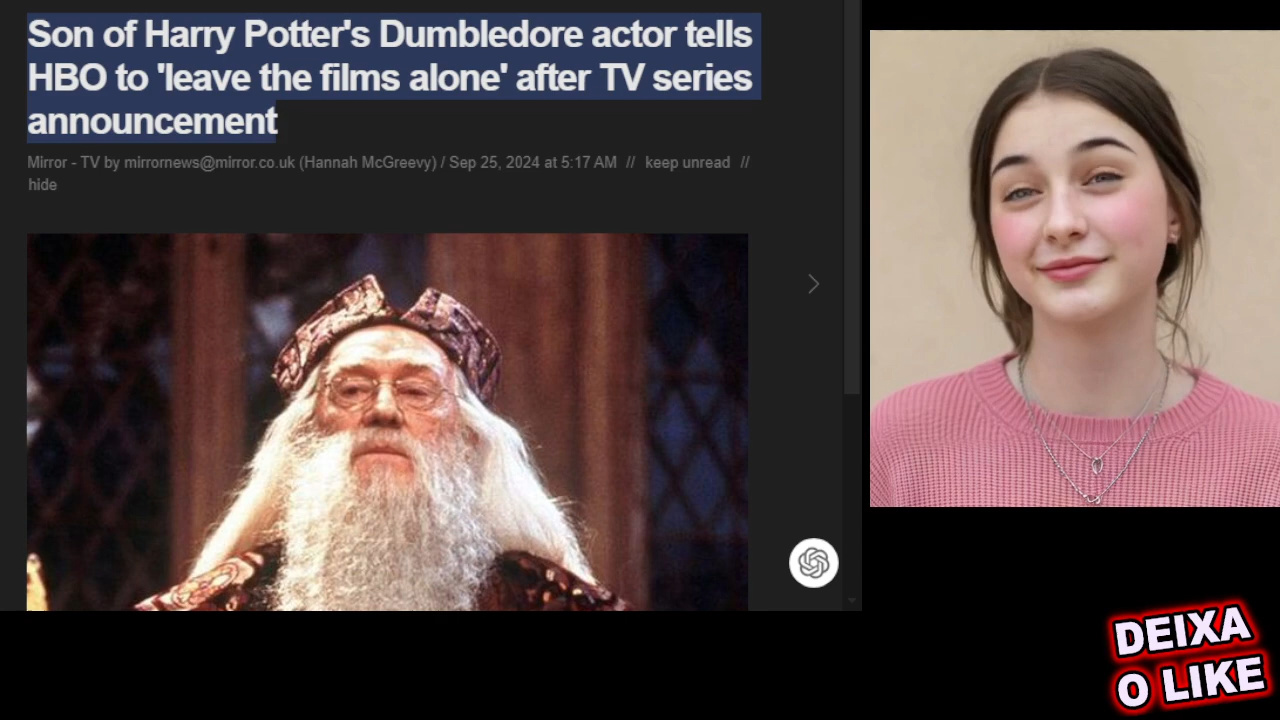 Son of Harry Potter's Dumbledore actor tells
HBO to 'leave the films alone' after TV series
announcement
Mirror - TV by mirrornews@mirror.co.uk (Hannah McGreevy) / Sep 25, 2024 at 5:17 AM // keep unread //
hide
DEIXA
O LIKE